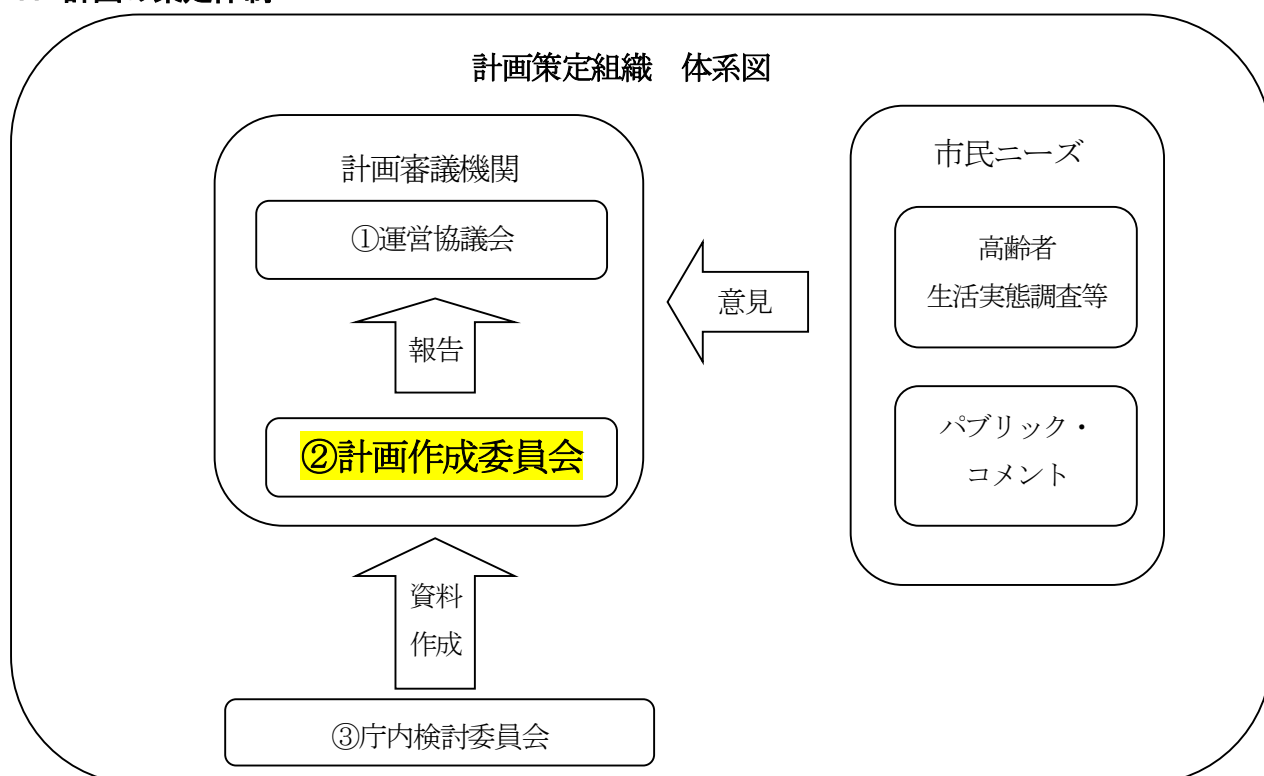 計画策定組織　体系図
計画審議機関
①運営協議会
報告
②計画作成委員会
資料
作成
③庁内検討委員会
意見
市民ニーズ
高齢者
生活実態調査等
パブリック・
コメント